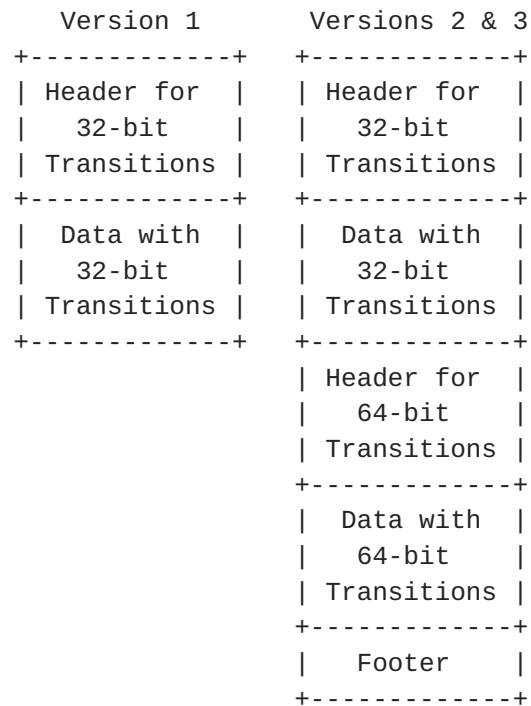 Version 1       Versions 2 & 3
+-------------+   +-------------+
| Header for  |   | Header for  |
|   32-bit    |   |   32-bit    |
| Transitions |   | Transitions |
+-------------+   +-------------+
|  Data with  |   |  Data with  |
|   32-bit    |   |   32-bit    |
| Transitions |   | Transitions |
+-------------+   +-------------+
                  | Header for  |
                  |   64-bit    |
                  | Transitions |
                  +-------------+
                  |  Data with  |
                  |   64-bit    |
                  | Transitions |
                  +-------------+
                  |   Footer    |
                  +-------------+